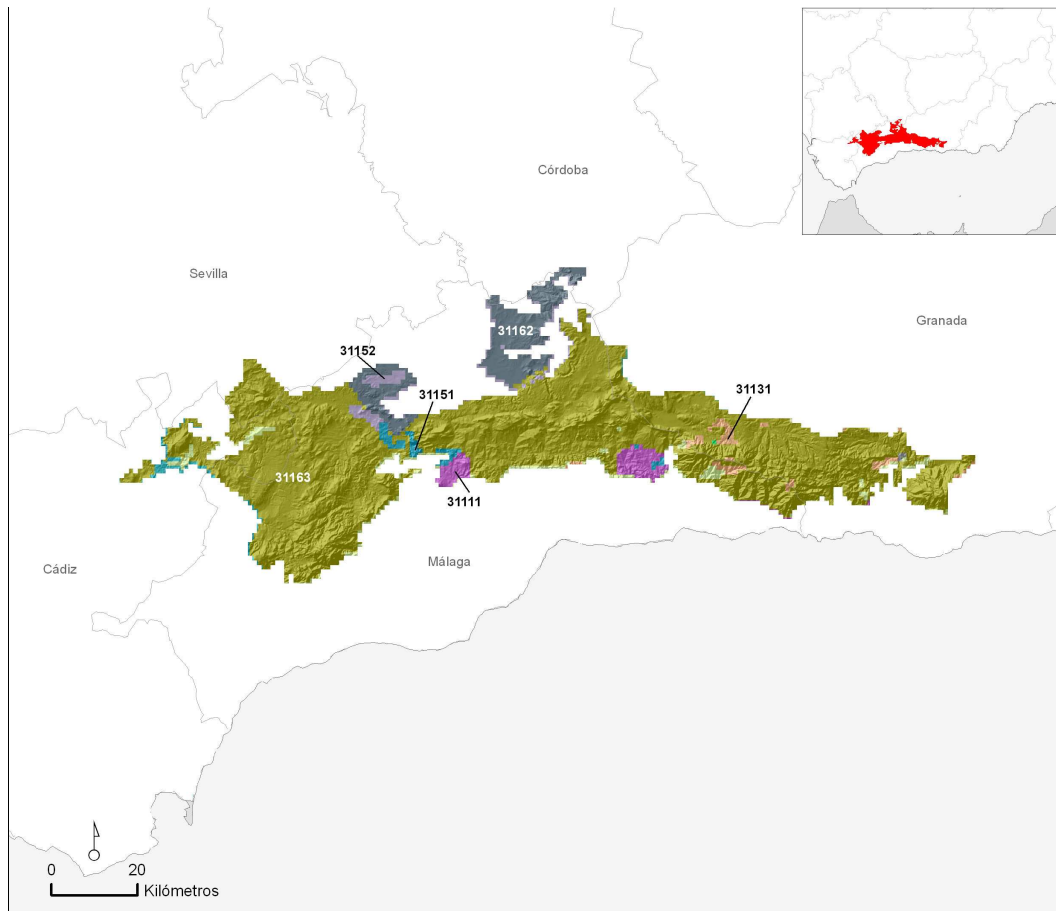 Córdoba
Sevilla
Granada
31162
31152
31151
31131
31163
31111
Málaga
Cádiz
0 20
Kilómetros